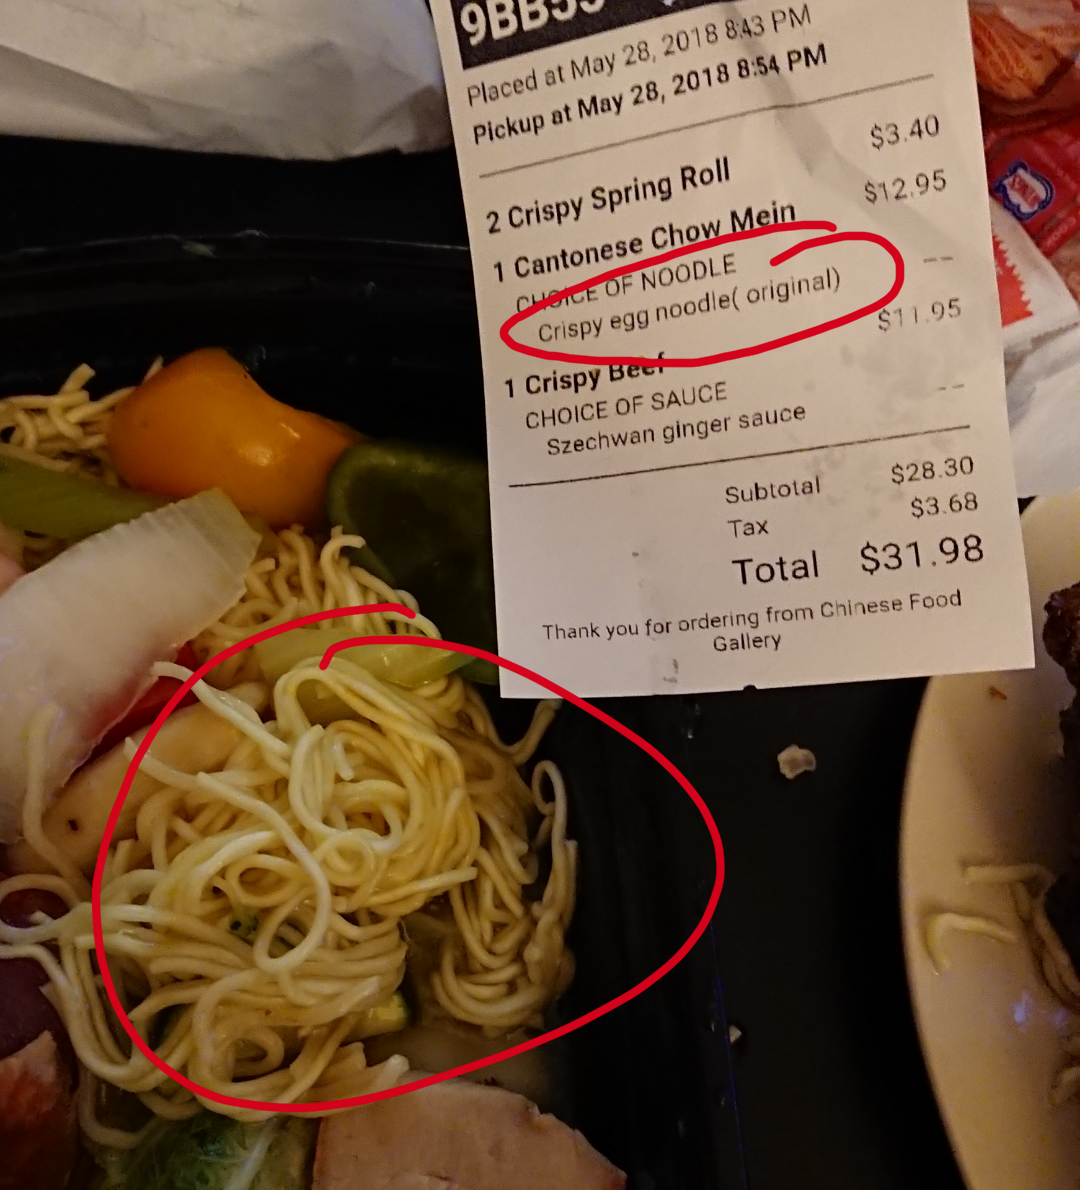 9BB55
Placed at May 28, 2018 8:43 PM
Pickup at May 28, 2018 8:54 PM
2 Crispy Spring Roll $3.40
1 Cantonese Chow Mein $12.95
CHOICE OF NOODLE
Crispy egg noodle( original) --
1 Crispy Beef $11.95
CHOICE OF SAUCE
Szechwan ginger sauce --
Subtotal $28.30
Tax $3.68
Total $31.98
Thank you for ordering from Chinese Food
Gallery